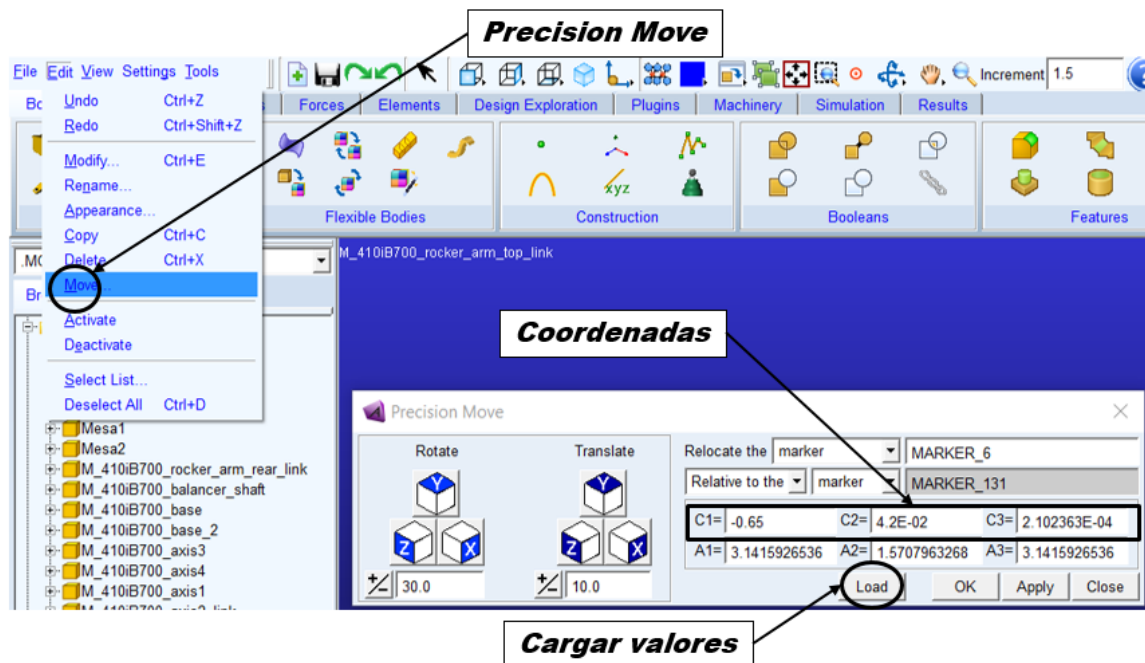 Precision Move
File Edit View Settings Tools
Increment 1.5
Forces Elements Design Exploration Plugins Machinery Simulation Results
Undo Ctrl+Z
Redo Ctrl+Shift+Z
Modify... Ctrl+E
Rename...
Appearance...
Copy Ctrl+C
Delete Ctrl+X
Move...
Activate
Deactivate
Select List...
Deselect All Ctrl+D
xyz
Flexible Bodies Construction Booleans Features
M_410iB700_rocker_arm_top_link
Mesa1
Mesa2
M_410iB700_rocker_arm_rear_link
M_410iB700_balancer_shaft
M_410iB700_base
M_410iB700_base_2
M_410iB700_axis3
M_410iB700_axis4
M_410iB700_axis1
M_410iB700_axis2_link
Coordenadas
Precision Move
Rotate Translate
Y
Z X
30.0
Y
Z X
10.0
Relocate the marker MARKER_6
Relative to the marker MARKER_131
C1= -0.65 C2= 4.2E-02 C3= 2.102363E-04
A1= 3.1415926536 A2= 1.5707963268 A3= 3.1415926536
Load OK Apply Close
Cargar valores